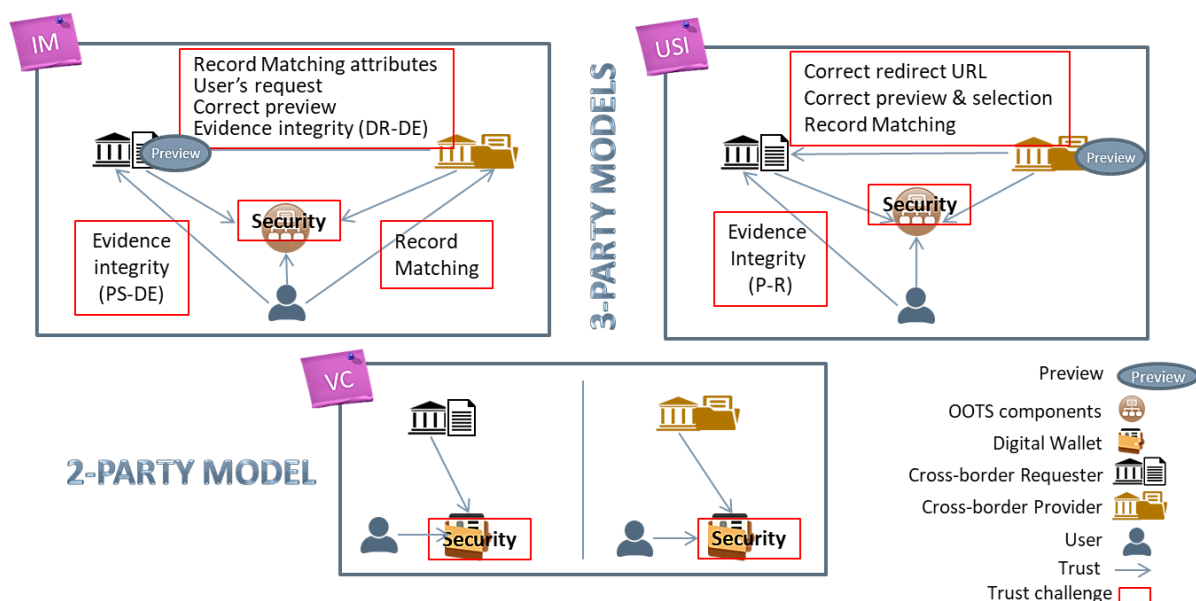 IM
Record Matching attributes
User's request
Correct preview
Evidence integrity (DR-DE)
Preview
Security
Evidence
integrity
(PS-DE)
Record
Matching
3-PARTY MODELS
USI
Correct redirect URL
Correct preview & selection
Record Matching
Preview
Security
Evidence
Integrity
(P-R)
2-PARTY MODEL
VC
Security
Security
Preview
Preview
OOTS components
Digital Wallet
Cross-border Requester
Cross-border Provider
User
Trust
Trust challenge